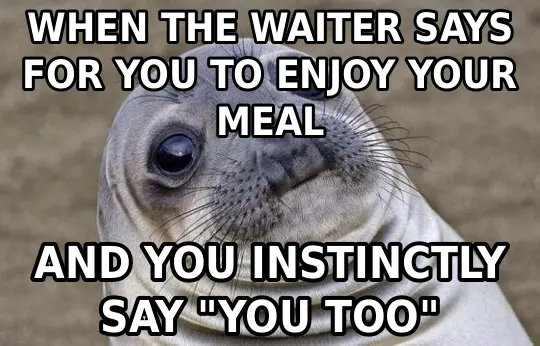 WHEN THE WAITER SAYS
FOR YOU TO ENJOY YOUR
MEAL
AND YOU INSTINCTLY
SAY "YOU TOO"